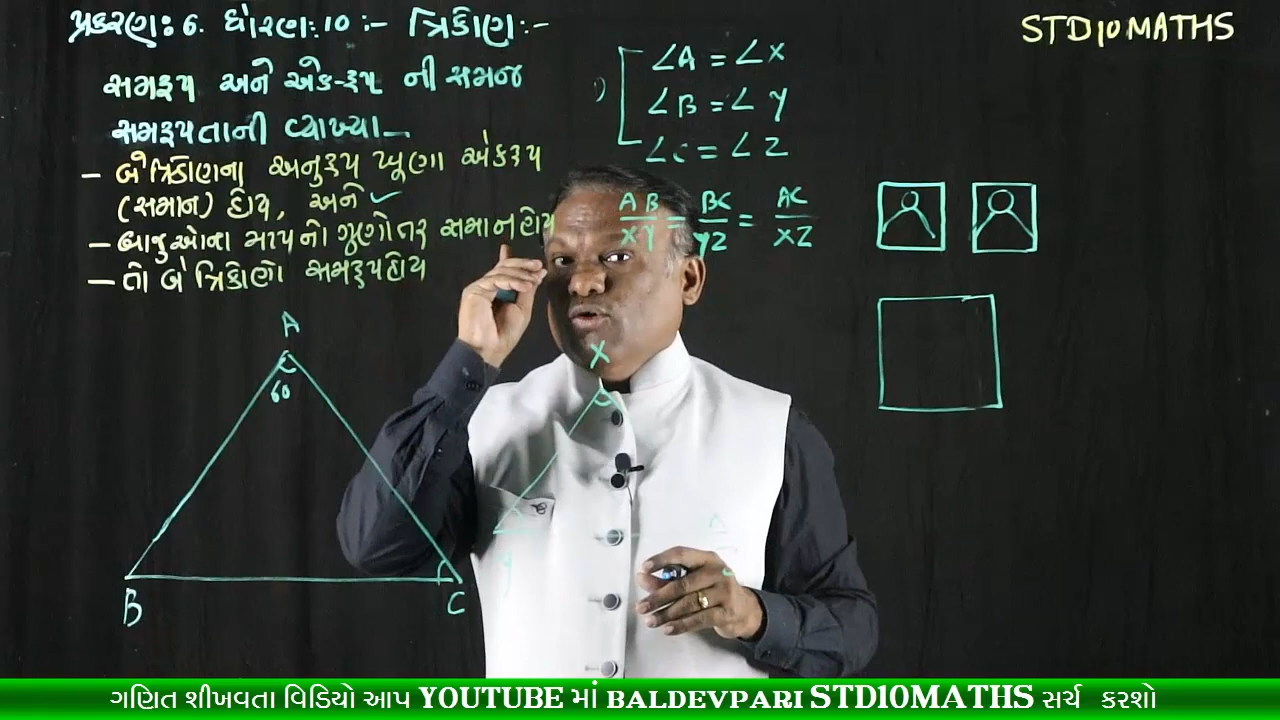 પ્રકરણ: 6. ધોરણ: 10 :- ત્રિકોણ :-
STD10MATHS
સમરૂપ અને એક-રૂપ ની સમજ
સમરૂપતાની વ્યાખ્યા -
- બે ત્રિકોણના અનુરૂપ ખૂણા એકરૂપ
(સમાન) હોય, અને ✓
- બાજુઓના માપનો ગુણોત્તર સમાન હોય
- તો બે ત્રિકોણો સમરૂપ હોય
1) ∠A = ∠X
∠B = ∠Y
∠C = ∠Z
AB/XY = BC/YZ = AC/XZ
A
60
B
C
X
y
ગણિત શીખવતા વિડિયો આપ YOUTUBE માં BALDEVPARI STD10MATHS સર્ચ કરશો